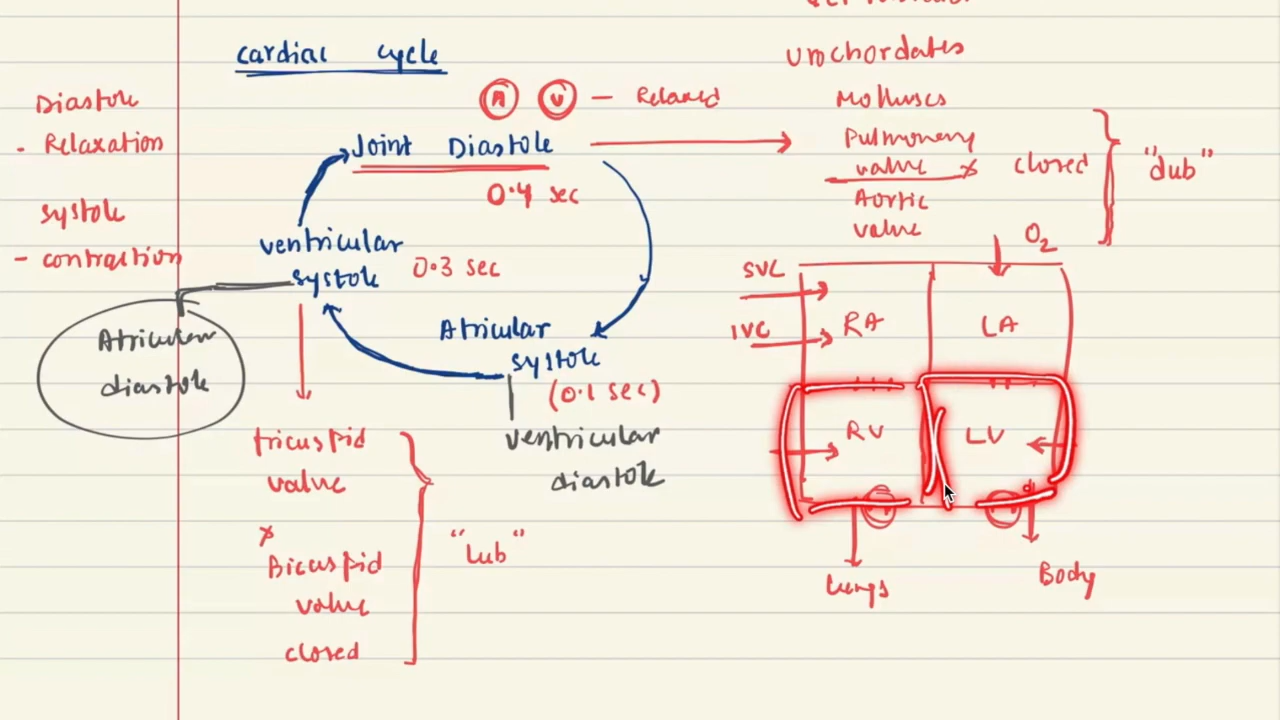 cardiac cycle
Diastole
- Relaxation
systole
- contraction
A V - Relaxed
Joint Diastole
0.4 sec
ventricular
systole 0.3 sec
Atricular
diastole
Atricular
systole
(0.1 sec)
ventricular
diastole
tricuspid
valve
x
Bicuspid
valve
closed
"Lub"
urochordates
Molluscs
Pulmonary
valve x closed
Aortic
valve
"dub"
O2
SVC
IVC
RA LA
RV LV
lungs
Body